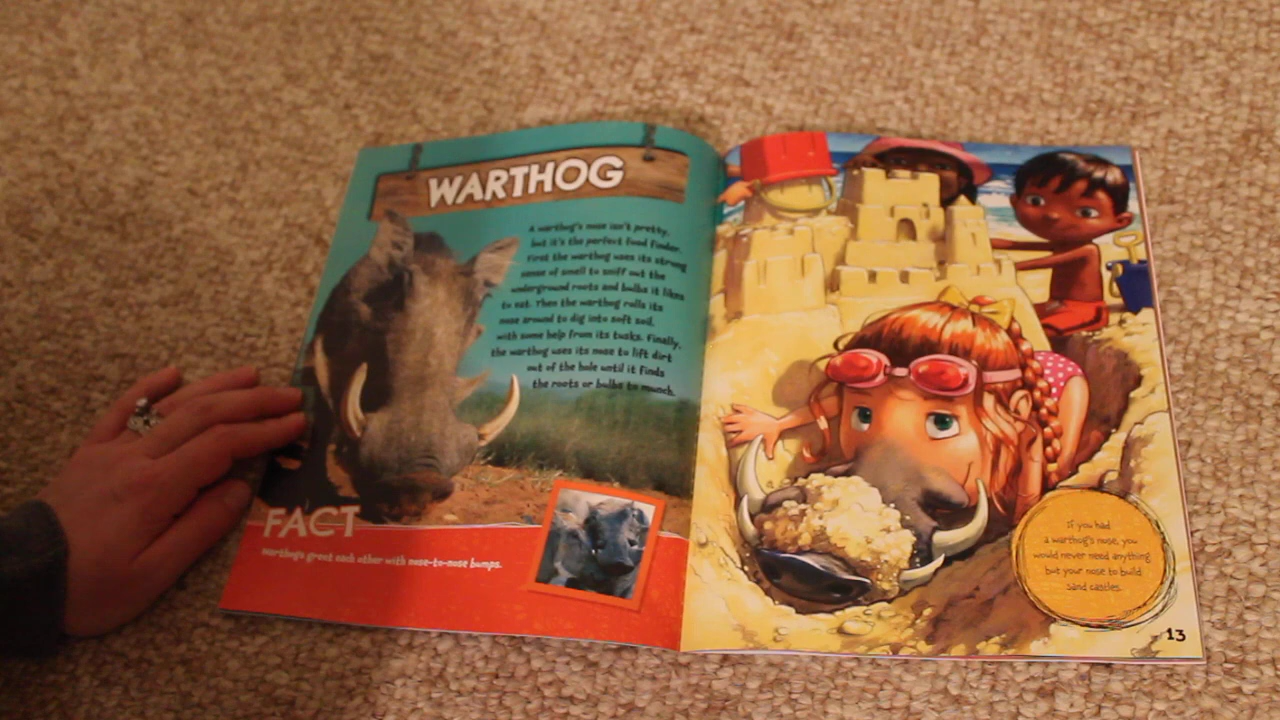 WARTHOG
A warthog's nose isn't pretty,
but it's the perfect food finder.
First the warthog uses its strong
sense of smell to sniff out the
underground roots and bulbs it likes
to eat. Then the warthog rolls its
nose around to dig into soft soil,
with some help from its tusks. Finally,
the warthog uses its nose to lift dirt
out of the hole until it finds
the roots or bulbs to munch.
FACT
Warthogs greet each other with nose-to-nose bumps.
If you had
a warthog's nose, you
would never need anything
but your nose to build
sand castles.
13